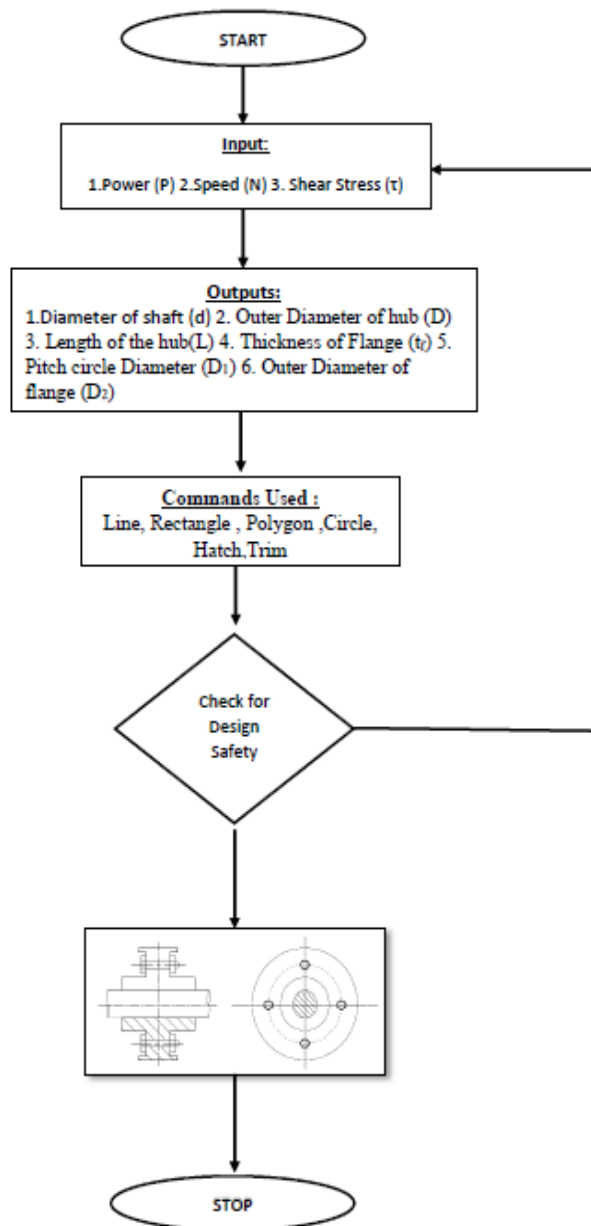 START
Input:
1.Power (P) 2.Speed (N) 3. Shear Stress (τ)
Outputs:
1.Diameter of shaft (d) 2. Outer Diameter of hub (D)
3. Length of the hub(L) 4. Thickness of Flange (tf) 5.
Pitch circle Diameter (D1) 6. Outer Diameter of
flange (D2)
Commands Used :
Line, Rectangle , Polygon ,Circle,
Hatch,Trim
Check for
Design
Safety
STOP